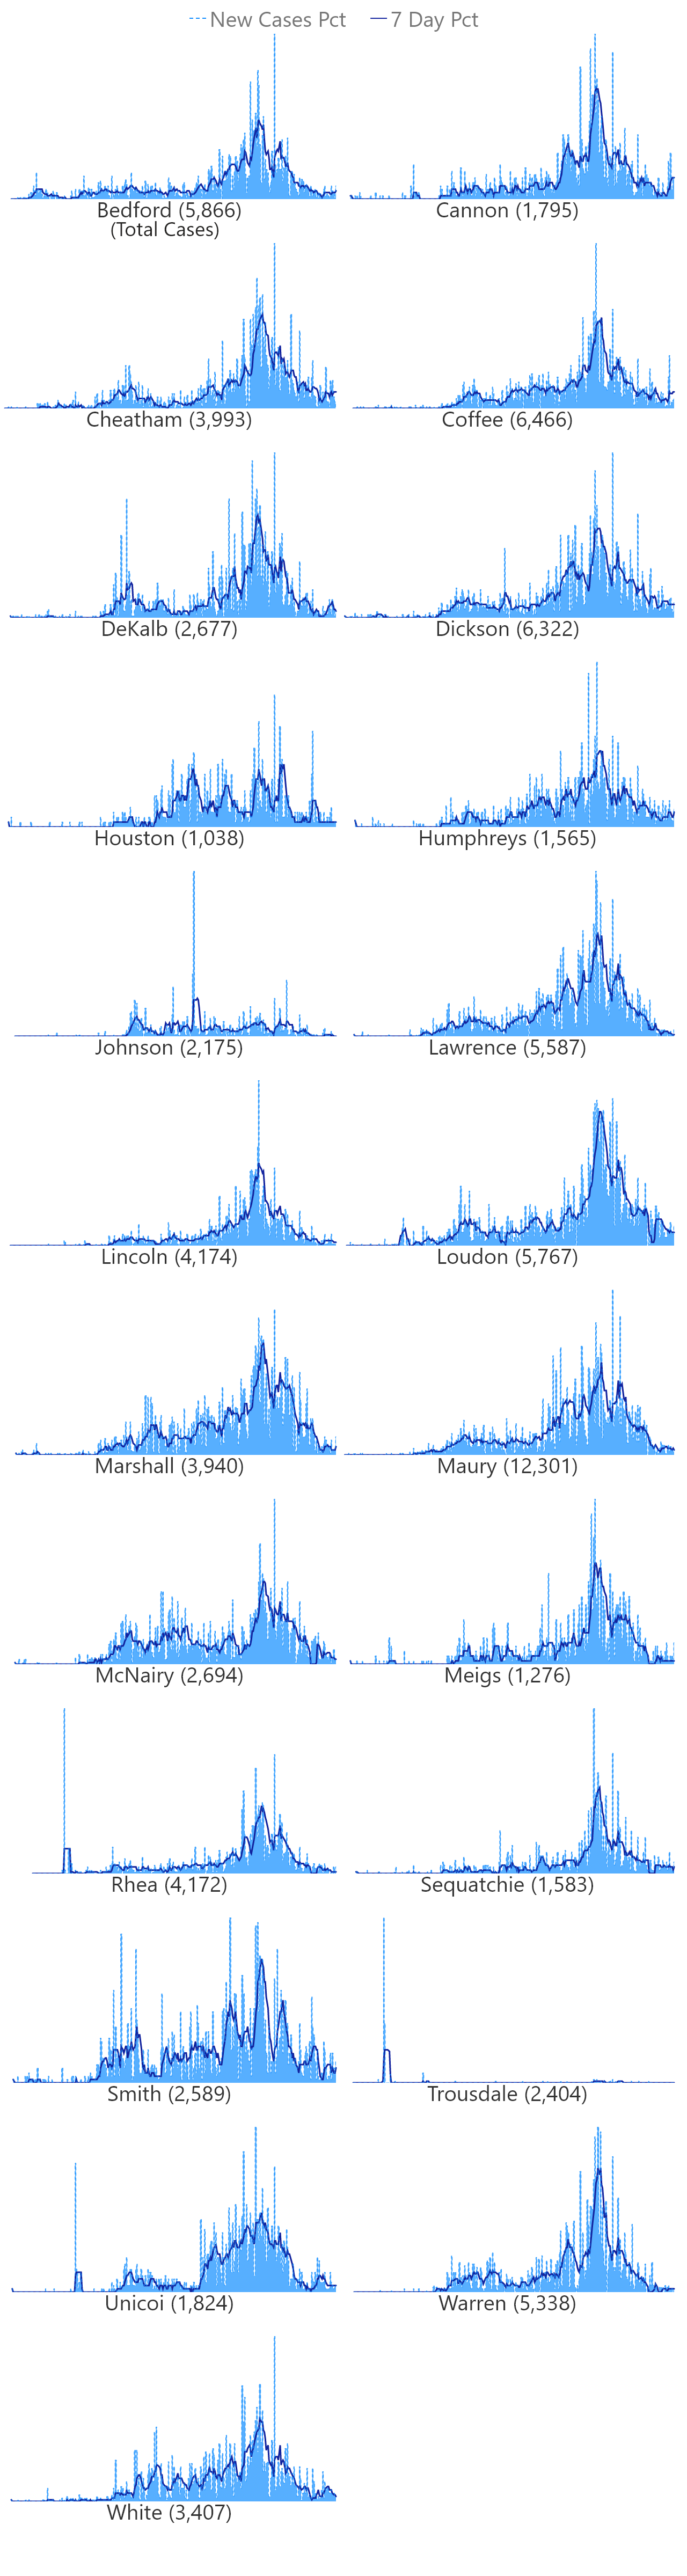 New Cases Pct 7 Day Pct
Bedford (5,866) Cannon (1,795)
(Total Cases)
Cheatham (3,993) Coffee (6,466)
DeKalb (2,677) Dickson (6,322)
Houston (1,038) Humphreys (1,565)
Johnson (2,175) Lawrence (5,587)
Lincoln (4,174) Loudon (5,767)
Marshall (3,940) Maury (12,301)
McNairy (2,694) Meigs (1,276)
Rhea (4,172) Sequatchie (1,583)
Smith (2,589) Trousdale (2,404)
Unicoi (1,824) Warren (5,338)
White (3,407)